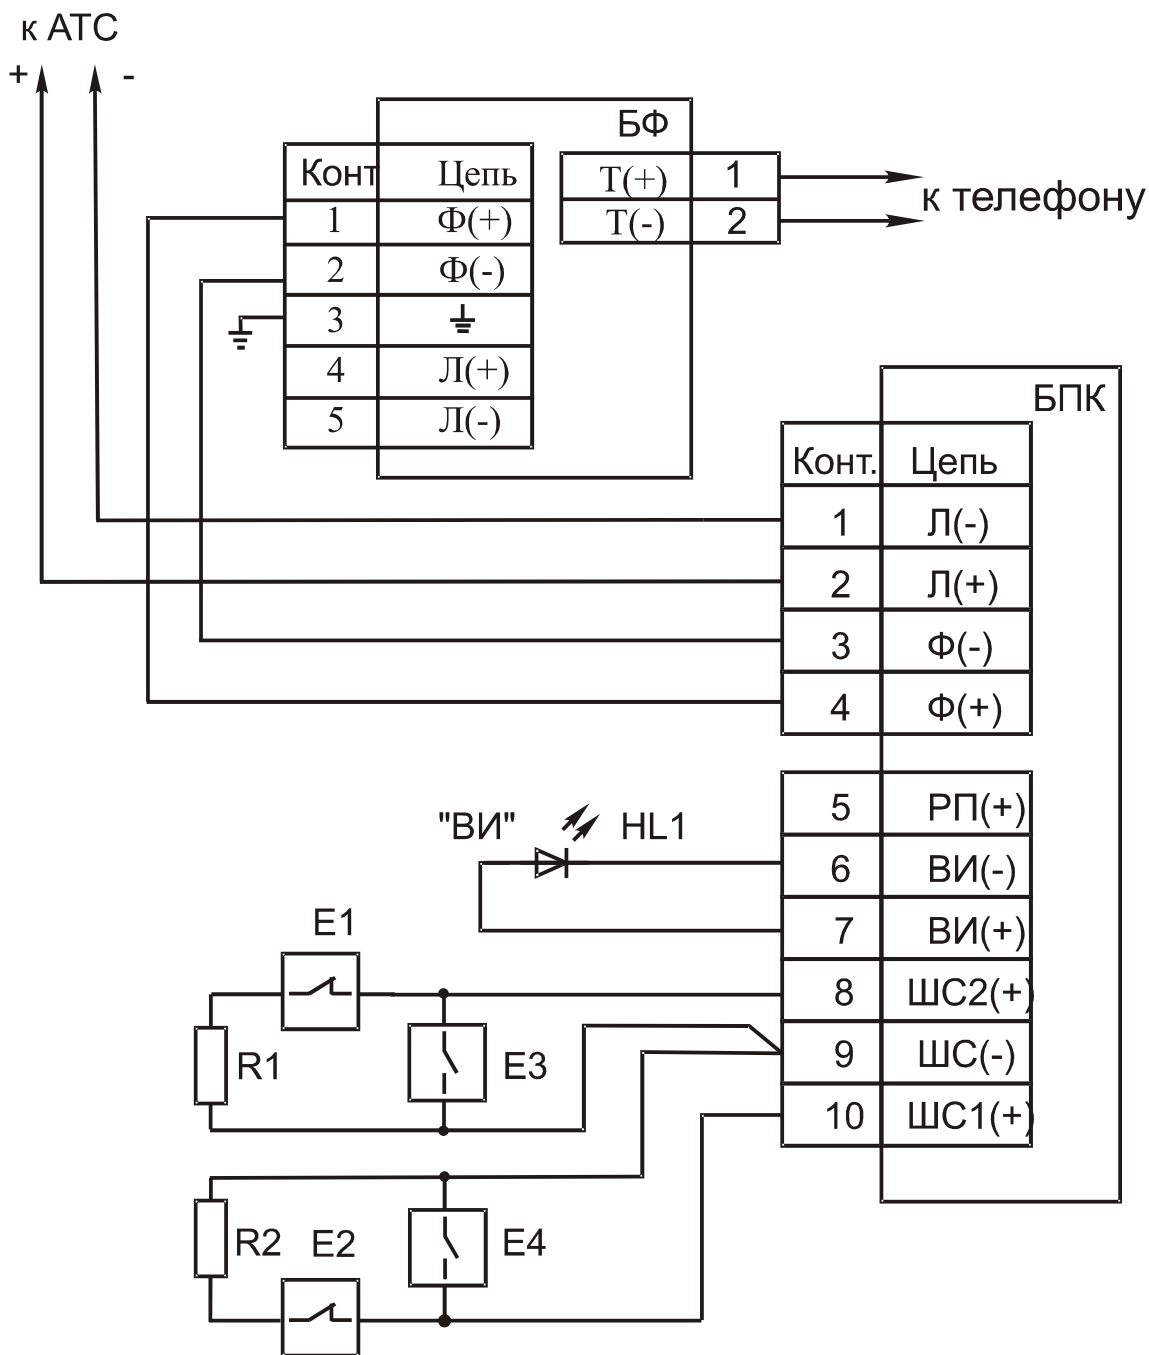 к АТС
+ -
БФ
Конт Цепь
1 Ф(+)
2 Ф(-)
3
4 Л(+)
5 Л(-)
Т(+) 1
Т(-) 2
к телефону
БПК
Конт. Цепь
1 Л(-)
2 Л(+)
3 Ф(-)
4 Ф(+)
5 РП(+)
6 ВИ(-)
7 ВИ(+)
8 ШС2(+)
9 ШС(-)
10 ШС1(+)
"ВИ" HL1
E1
R1 E3
R2 E2 E4